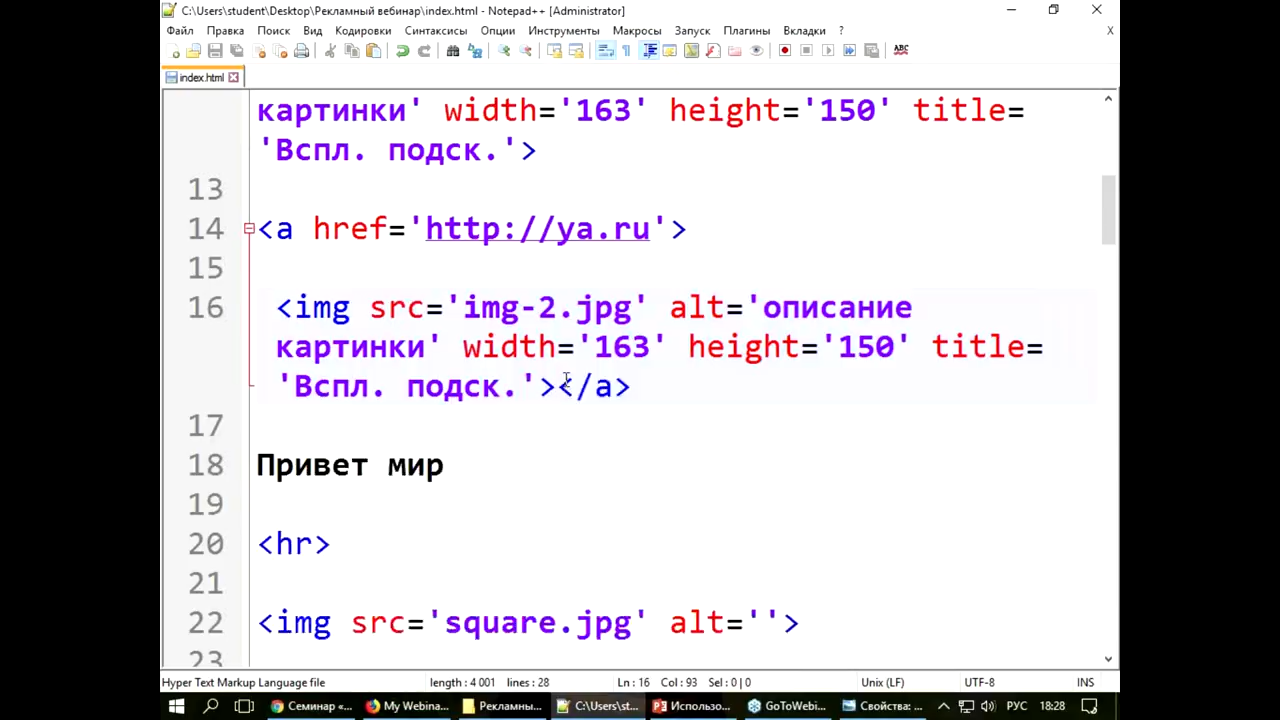 C:\Users\student\Desktop\Рекламный вебинар\index.html - Notepad++ [Administrator]
Файл Правка Поиск Вид Кодировки Синтаксисы Опции Инструменты Макросы Запуск Плагины Вкладки ? X
ABC
index.html
картинки' width='163' height='150' title=
'Вспл. подск.'>
13
14 <a href='http://ya.ru'>
15
16 <img src='img-2.jpg' alt='описание
картинки' width='163' height='150' title=
'Вспл. подск.'></a>
17
18 Привет мир
19
20 <hr>
21
22 <img src='square.jpg' alt=''>
23
Hyper Text Markup Language file length : 4 001 lines : 28 Ln : 16 Col : 93 Sel : 0 | 0 Unix (LF) UTF-8 INS
Семинар «... My Webina... Рекламны... C:\Users\st... Использо... GoToWebi... Свойства: ... РУС 18:28